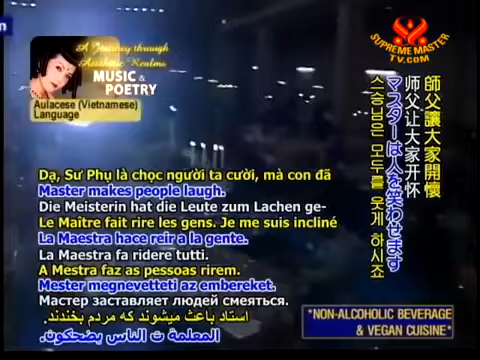 A Journey through
Aesthetic Realms
MUSIC &
POETRY
Aulacese (Vietnamese)
Language
SUPREME MASTER
TV.COM
師父讓大家開懷
师父让大家开怀
マスターは人を笑わせます
스승님은 모두를 웃게 하시죠
Dạ, Sư Phụ là chọc người ta cười, mà con đã
Master makes people laugh.
Die Meisterin hat die Leute zum Lachen ge-
Le Maître fait rire les gens. Je me suis incliné
La Maestra hace reir a la gente.
La Maestra fa ridere tutti.
A Mestra faz as pessoas rirem.
Mester megnevetteti az embereket.
Мастер заставляет людей смеяться.
استاد باعث میشوند که مردم بخندند.
المعلمة ت الناس يضحكون.
*NON-ALCOHOLIC BEVERAGE
& VEGAN CUISINE*